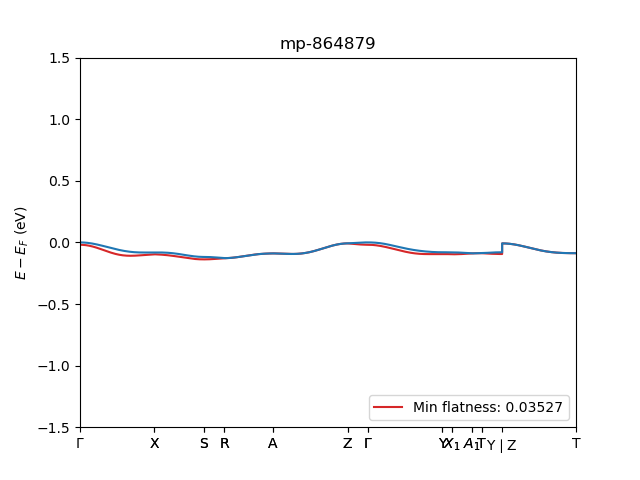 mp-864879
1.5
1.0
0.5
0.0
−0.5
−1.0
−1.5
E − E_F (eV)
Min flatness: 0.03527
Γ X S R A Z Γ Y X₁ A₁ T Y | Z T